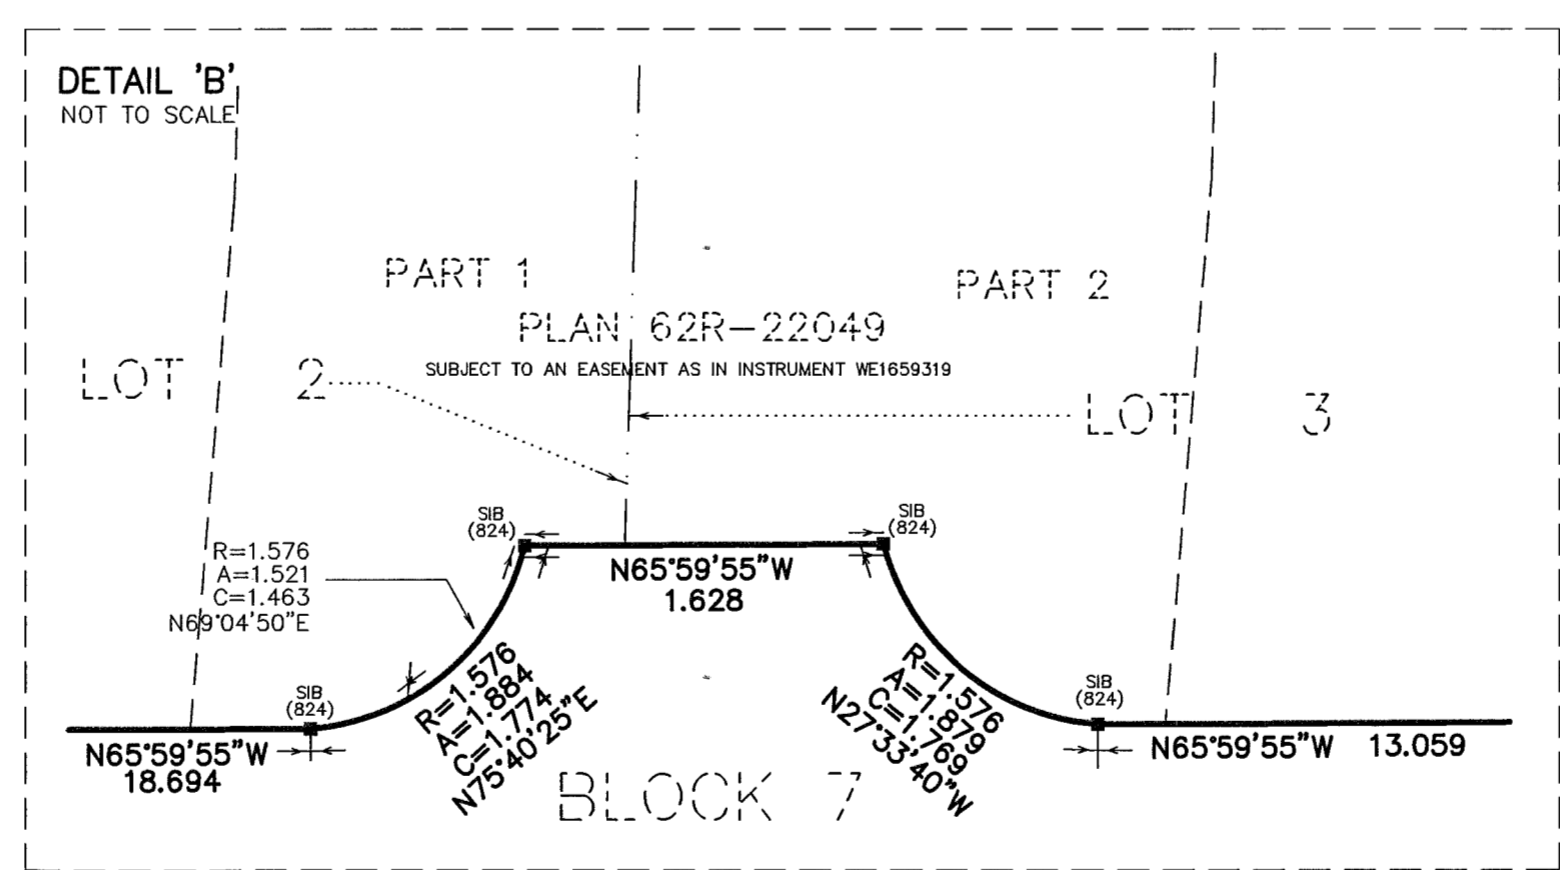 DETAIL 'B'
NOT TO SCALE
PART 1
PART 2
PLAN 62R-22049
SUBJECT TO AN EASEMENT AS IN INSTRUMENT WE1659319
LOT 2
LOT 3
SIB
(824)
SIB
(824)
R=1.576
A=1.521
C=1.463
N69°04'50"E
N65°59'55"W
1.628
R=1.576
A=1.884
C=1.774
N75°40'25"E
R=1.576
A=1.879
C=1.769
N27°33'40"W
SIB
(824)
SIB
(824)
N65°59'55"W
18.694
N65°59'55"W 13.059
BLOCK 7